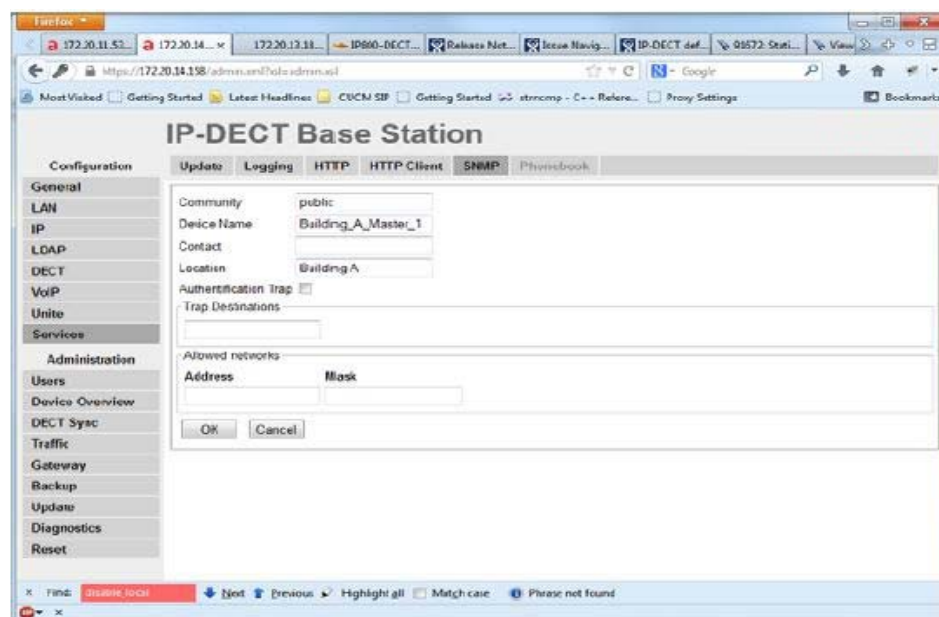 Firefox
172.20.11.52... 172.20.14... × 172.20.13.18... IP600-DECT... Release Not... Issue Navig... IP-DECT def... View
https://172.20.14.158/admin.xml?xsl=admin.xsl Google
Most Visited Getting Started Latest Headlines CUCM SIP Getting Started strncmp - C++ Refere... Proxy Settings Bookmarks
IP-DECT Base Station
Configuration Update Logging HTTP HTTP Client SNMP Phonebook
General
LAN
IP
LDAP
DECT
VoIP
Unite
Services
Administration
Users
Device Overview
DECT Sync
Traffic
Gateway
Backup
Update
Diagnostics
Reset
Community public
Device Name Building_A_Master_1
Contact
Location Building A
Authentification Trap
Trap Destinations
Allowed networks
Address Mask
OK Cancel
× Find: disable_local Next Previous Highlight all Match case Phrase not found